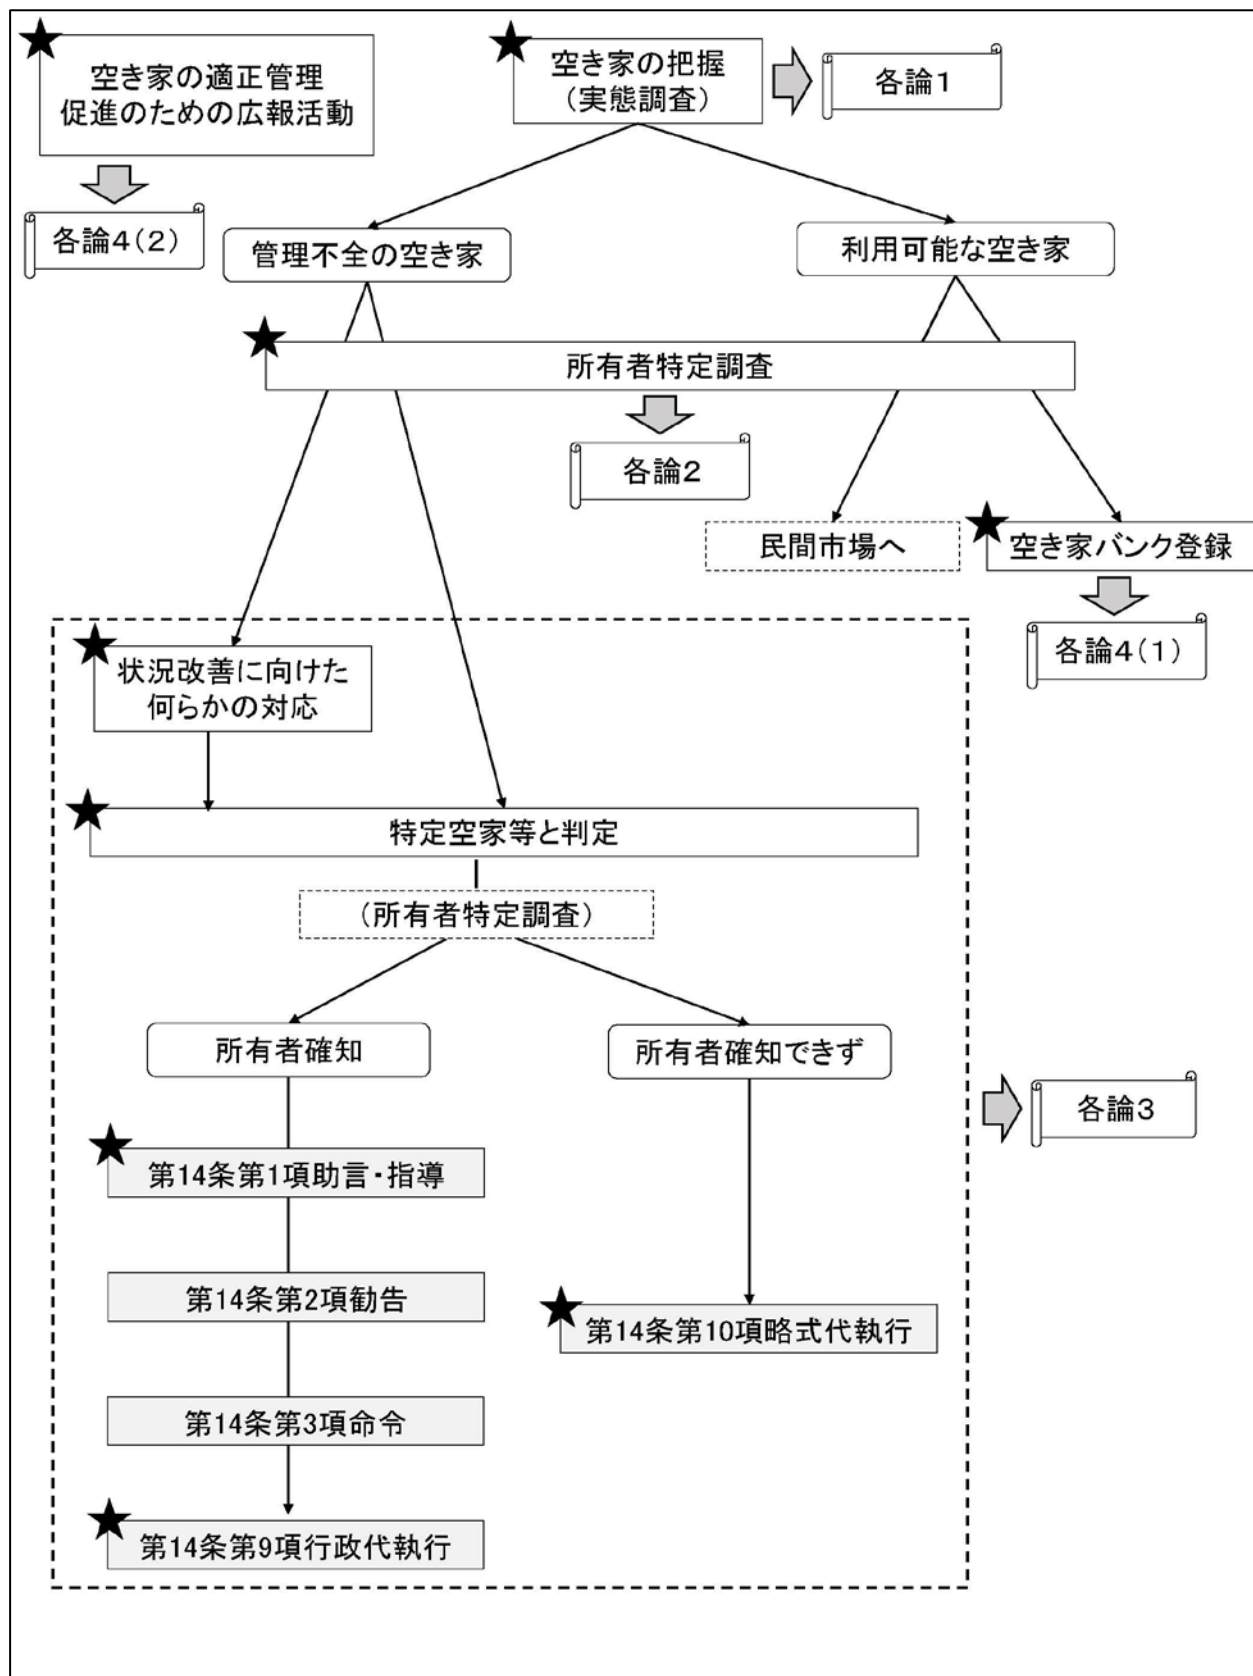 空き家の適正管理
促進のための広報活動
空き家の把握
(実態調査)
各論1
各論4(2)
管理不全の空き家
利用可能な空き家
所有者特定調査
各論2
民間市場へ
空き家バンク登録
各論4(1)
状況改善に向けた
何らかの対応
特定空家等と判定
(所有者特定調査)
所有者確知
所有者確知できず
各論3
第14条第1項助言・指導
第14条第2項勧告
第14条第10項略式代執行
第14条第3項命令
第14条第9項行政代執行